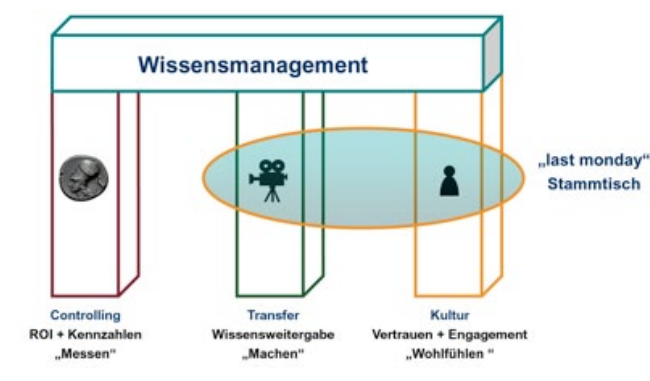 Wissensmanagement
„last monday“
Stammtisch
Controlling
ROI + Kennzahlen
„Messen“
Transfer
Wissensweitergabe
„Machen“
Kultur
Vertrauen + Engagement
„Wohlfühlen “